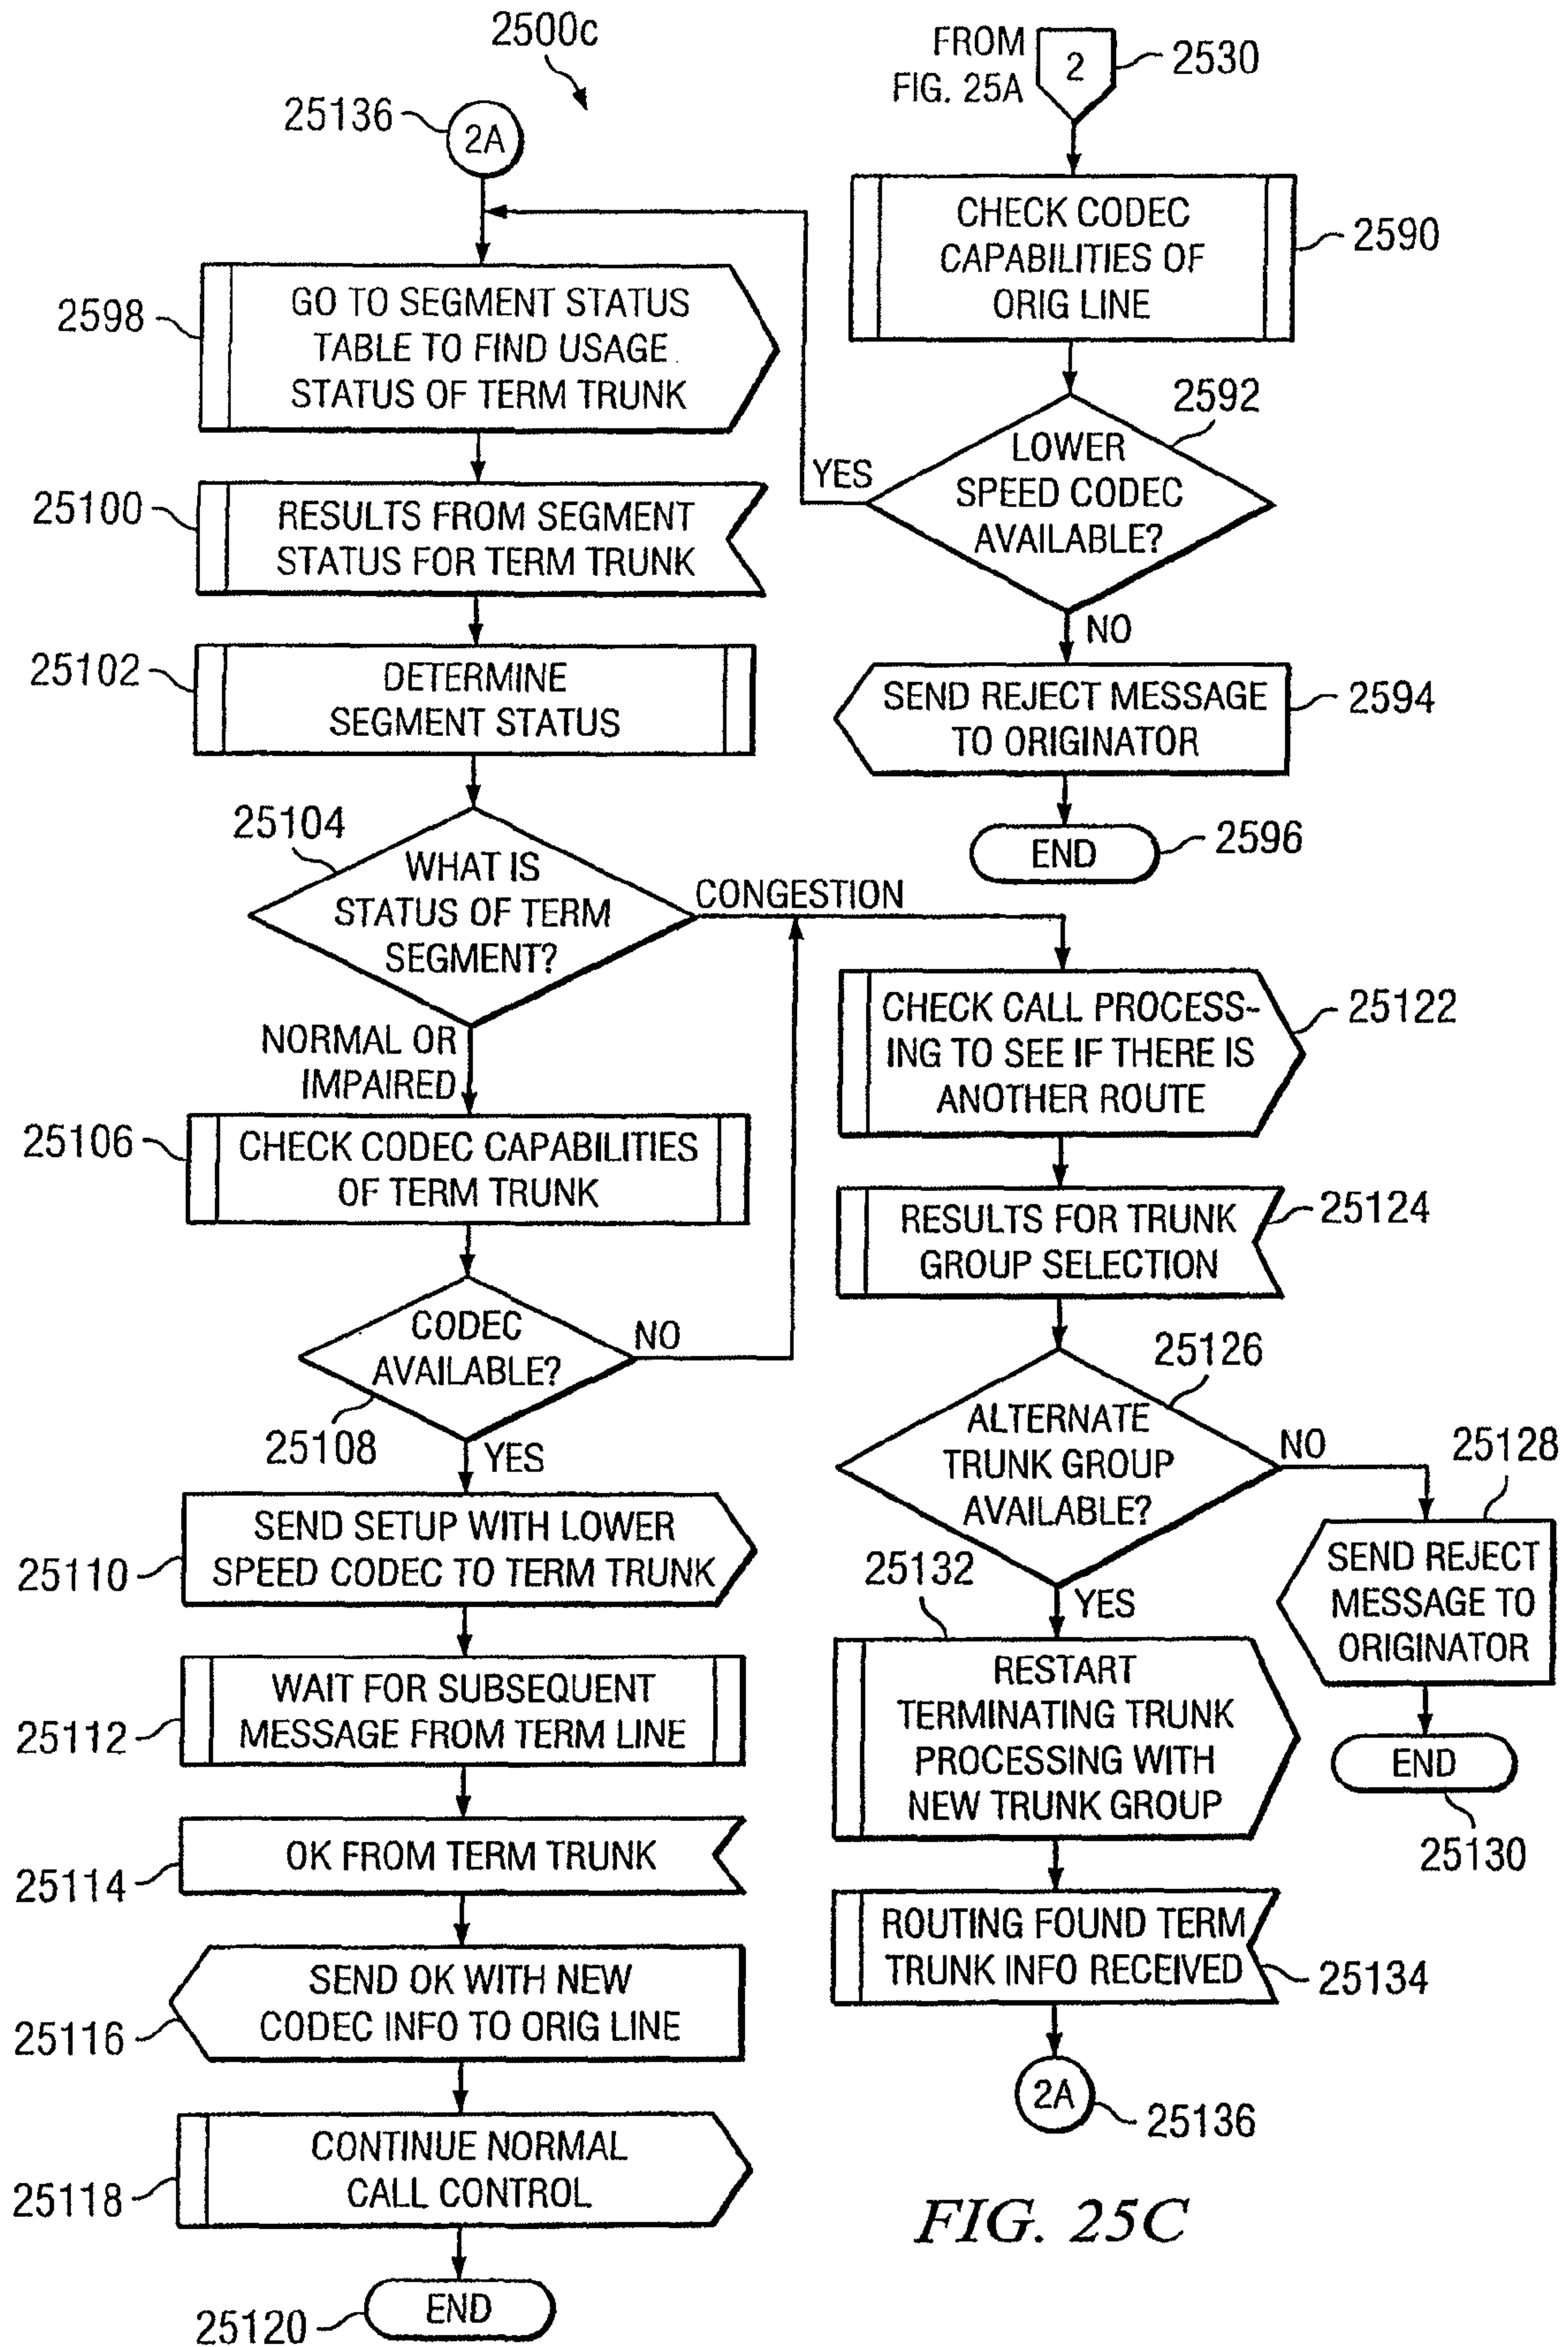 2500c
FROM
FIG. 25A
2
2530
25136
2A
CHECK CODEC
CAPABILITIES OF
ORIG LINE
2590
2598
GO TO SEGMENT STATUS
TABLE TO FIND USAGE
STATUS OF TERM TRUNK
2592
LOWER
SPEED CODEC
AVAILABLE?
YES
NO
25100
RESULTS FROM SEGMENT
STATUS FOR TERM TRUNK
25102
DETERMINE
SEGMENT STATUS
SEND REJECT MESSAGE
TO ORIGINATOR
2594
END
2596
25104
WHAT IS
STATUS OF TERM
SEGMENT?
CONGESTION
NORMAL OR
IMPAIRED
CHECK CALL PROCESS-
ING TO SEE IF THERE IS
ANOTHER ROUTE
25122
25106
CHECK CODEC CAPABILITIES
OF TERM TRUNK
RESULTS FOR TRUNK
GROUP SELECTION
25124
CODEC
AVAILABLE?
NO
25108
YES
25126
ALTERNATE
TRUNK GROUP
AVAILABLE?
NO
YES
25128
SEND REJECT
MESSAGE TO
ORIGINATOR
END
25130
25110
SEND SETUP WITH LOWER
SPEED CODEC TO TERM TRUNK
25132
RESTART
TERMINATING TRUNK
PROCESSING WITH
NEW TRUNK GROUP
25112
WAIT FOR SUBSEQUENT
MESSAGE FROM TERM LINE
25114
OK FROM TERM TRUNK
ROUTING FOUND TERM
TRUNK INFO RECEIVED
25134
25116
SEND OK WITH NEW
CODEC INFO TO ORIG LINE
2A
25136
25118
CONTINUE NORMAL
CALL CONTROL
25120
END
FIG. 25C